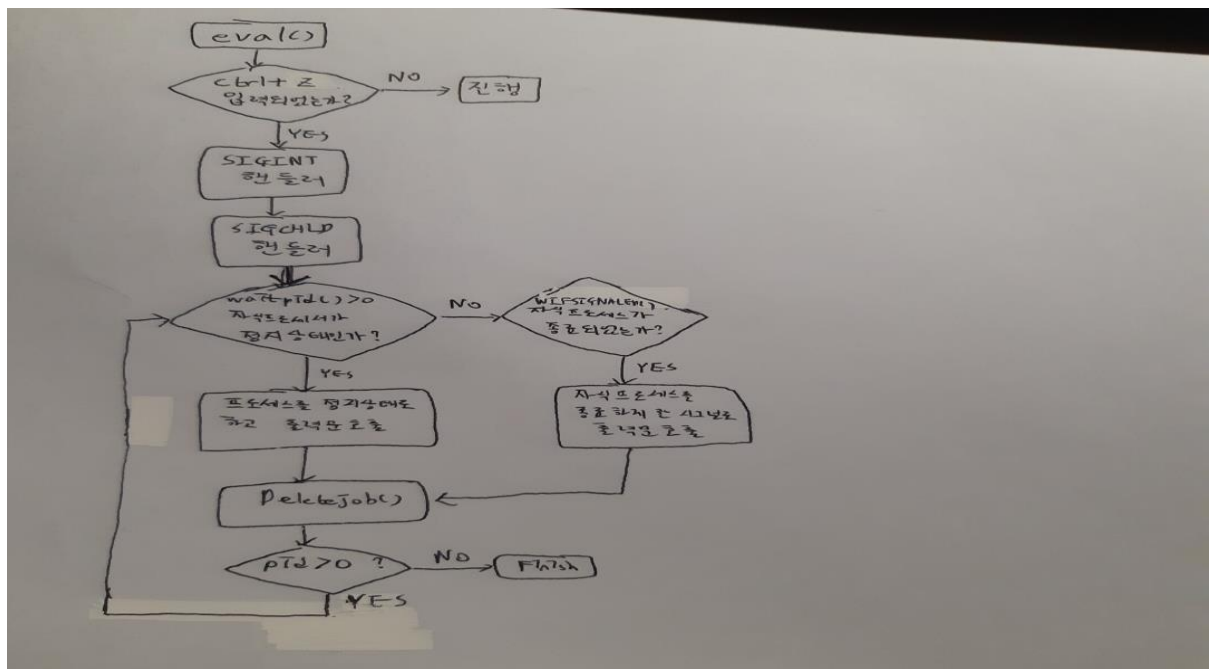 eval()
ctrl+Z
입력되었는가?
NO
진행
YES
SIGINT
핸들러
SIGCHLD
핸들러
waitpid()>0
자식프로세서가
정지상태인가?
NO
WIFSIGNALED()
자식프로세스가
종료되었는가?
YES
YES
프로세스를 정지상태로
하고 출력문호출
자식프로세스를
종료하게 한 시그널로
출력문호출
Deletejob()
pid>0 ?
NO
Finish
YES